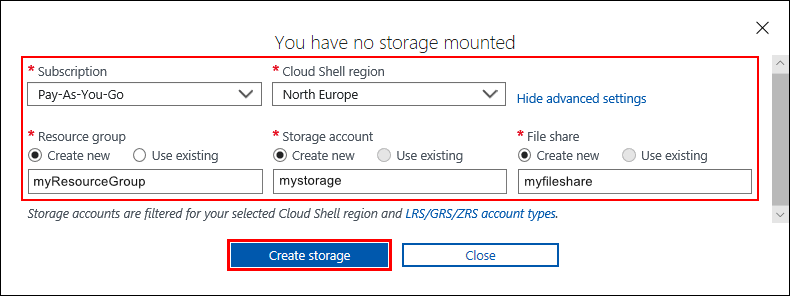 You have no storage mounted
* Subscription * Cloud Shell region
Pay-As-You-Go North Europe Hide advanced settings
* Resource group * Storage account * File share
Create new Use existing Create new Use existing Create new Use existing
myResourceGroup mystorage myfileshare
Storage accounts are filtered for your selected Cloud Shell region and LRS/GRS/ZRS account types.
Create storage Close